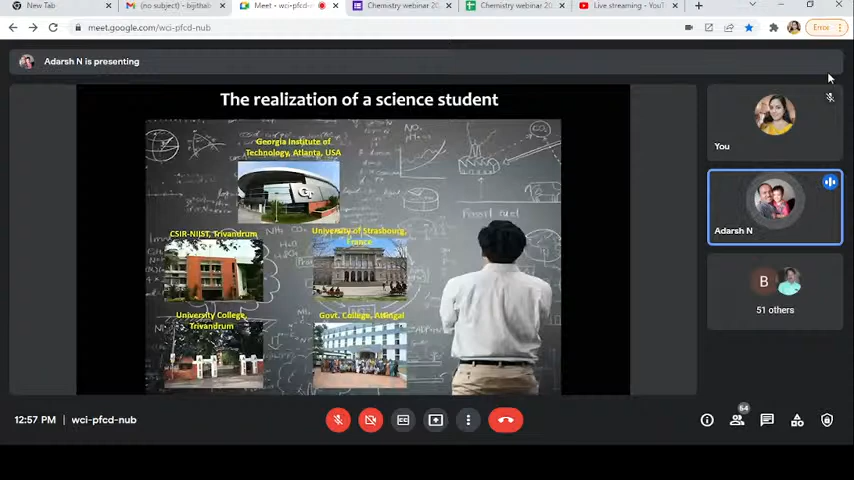 New Tab
(no subject) - bijitha
Meet - wci-pfcd-
Chemistry webinar 20
Chemistry webinar 20
Live streaming - YouT
meet.google.com/wci-pfcd-nub
Error
Adarsh N is presenting
The realization of a science student
Georgia Institute of
Technology, Atlanta, USA
CSIR-NIIST, Trivandrum
University of Strasbourg,
France
University College,
Trivandrum
Govt. College, Attingal
You
Adarsh N
B
51 others
12:57 PM | wci-pfcd-nub
54